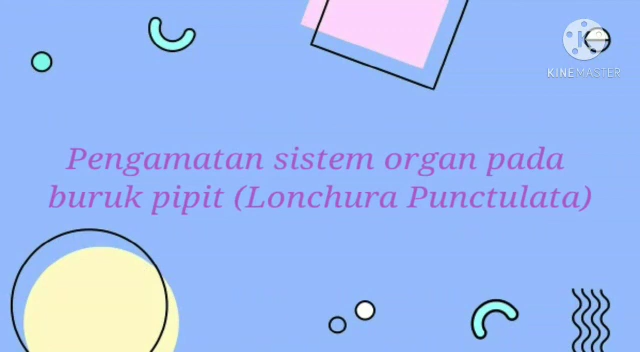 KINEMASTER
Pengamatan sistem organ pada
buruk pipit (Lonchura Punctulata)